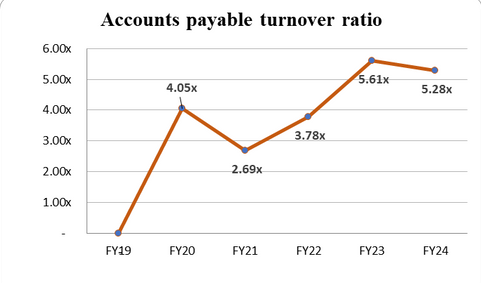 Accounts payable turnover ratio
6.00x
5.00x
4.00x
3.00x
2.00x
1.00x
-
4.05x
2.69x
3.78x
5.61x
5.28x
FY19 FY20 FY21 FY22 FY23 FY24